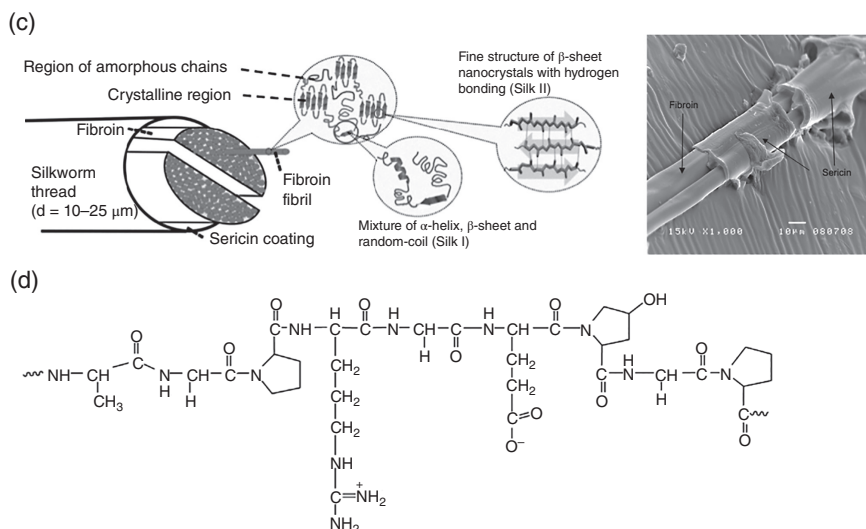 (c)
Region of amorphous chains
Crystalline region
Fibroin
Silkworm
thread
(d = 10–25 μm)
Sericin coating
Fibroin
fibril
Mixture of α-helix, β-sheet and
random-coil (Silk I)
Fine structure of β-sheet
nanocrystals with hydrogen
bonding (Silk II)
Fibroin
Sericin
15kV X1,000 10μm 080708
(d)
O H O H O H O OH
NH C C N CH C N C C N
O O
NH CH C N CH C N CH2 H O CH2 C N CH C
CH3 H H CH2 CH2 O H H
CH2 C O C
NH O− O
C NH2 +
NH2